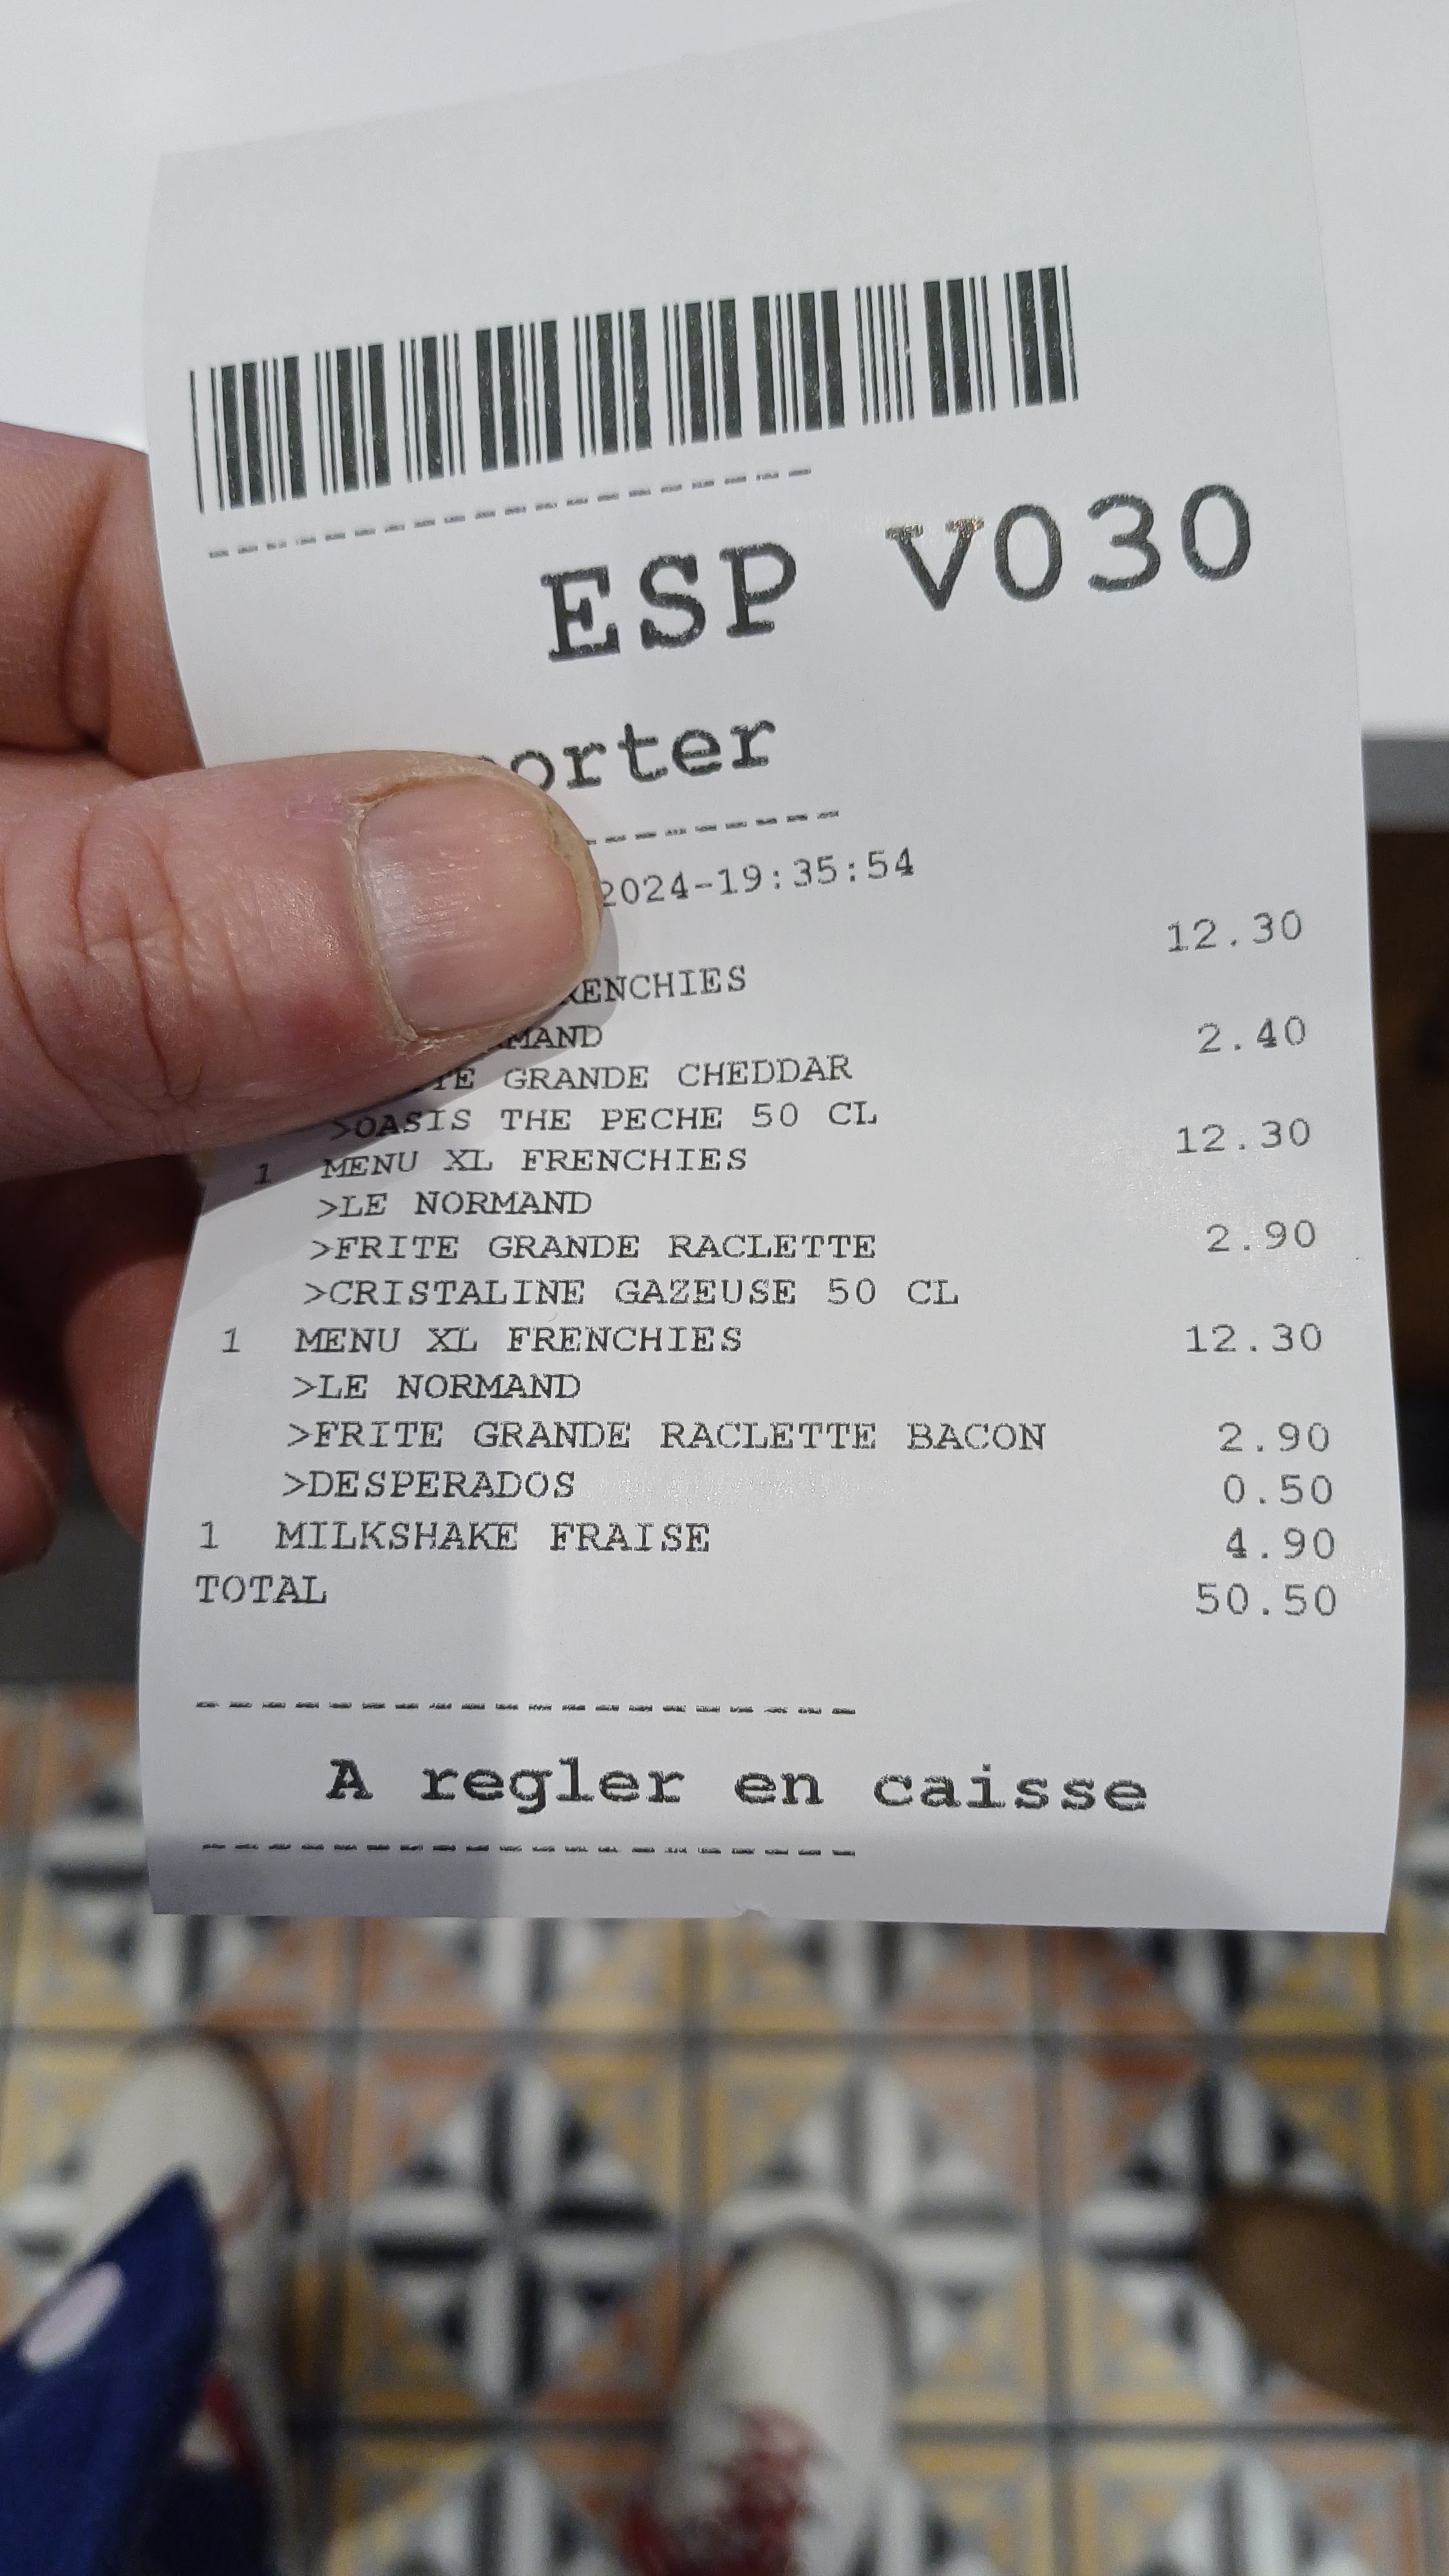 ESP V030
2024-19:35:54
12.30
GRANDE CHEDDAR 2.40
>OASIS THE PECHE 50 CL
1 MENU XL FRENCHIES 12.30
>LE NORMAND
>FRITE GRANDE RACLETTE 2.90
>CRISTALINE GAZEUSE 50 CL
1 MENU XL FRENCHIES 12.30
>LE NORMAND
>FRITE GRANDE RACLETTE BACON 2.90
>DESPERADOS 0.50
1 MILKSHAKE FRAISE 4.90
TOTAL 50.50
A regler en caisse